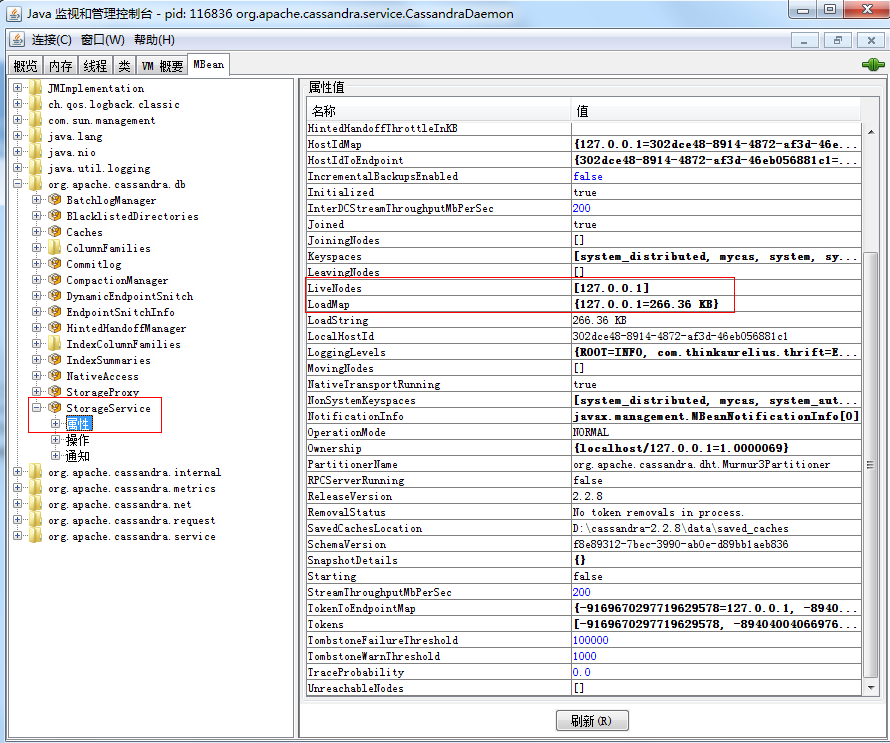 Java 监视和管理控制台 - pid: 116836 org.apache.cassandra.service.CassandraDaemon
连接(C) 窗口(W) 帮助(H)
概览 内存 线程 类 VM 概要 MBean
JMImplementation
ch.qos.logback.classic
com.sun.management
java.lang
java.nio
java.util.logging
org.apache.cassandra.db
BatchlogManager
BlacklistedDirectories
Caches
ColumnFamilies
Commitlog
CompactionManager
DynamicEndpointSnitch
EndpointSnitchInfo
HintedHandoffManager
IndexColumnFamilies
IndexSummaries
NativeAccess
StorageProxy
StorageService
属性
操作
通知
org.apache.cassandra.internal
org.apache.cassandra.metrics
org.apache.cassandra.net
org.apache.cassandra.request
org.apache.cassandra.service
属性值
名称 值
HintedHandoffThrottleInKB
HostIdMap {127.0.0.1=302dce48-8914-4872-af3d-46e...
HostIdToEndpoint {302dce48-8914-4872-af3d-46eb056881c1=...
IncrementalBackupsEnabled false
Initialized true
InterDCStreamThroughputMbPerSec 200
Joined true
JoiningNodes []
Keyspaces [system_distributed, mycas, system, sy...
LeavingNodes []
LiveNodes [127.0.0.1]
LoadMap {127.0.0.1=266.36 KB}
LoadString 266.36 KB
LocalHostId 302dce48-8914-4872-af3d-46eb056881c1
LoggingLevels {ROOT=INFO, com.thinkaurelius.thrift=E...
MovingNodes []
NativeTransportRunning true
NonSystemKeyspaces [system_distributed, mycas, system_aut...
NotificationInfo javax.management.MBeanNotificationInfo[0]
OperationMode NORMAL
Ownership {localhost/127.0.0.1=1.0000069}
PartitionerName org.apache.cassandra.dht.Murmur3Partitioner
RPCServerRunning false
ReleaseVersion 2.2.8
RemovalStatus No token removals in process.
SavedCachesLocation D:\cassandra-2.2.8\data\saved_caches
SchemaVersion f8e89312-7bec-3990-ab0e-d89bb1aeb836
SnapshotDetails {}
Starting false
StreamThroughputMbPerSec 200
TokenToEndpointMap {-9169670297719629578=127.0.0.1, -8940...
Tokens [-9169670297719629578, -89404004066976...
TombstoneFailureThreshold 100000
TombstoneWarnThreshold 1000
TraceProbability 0.0
UnreachableNodes []
刷新(R)